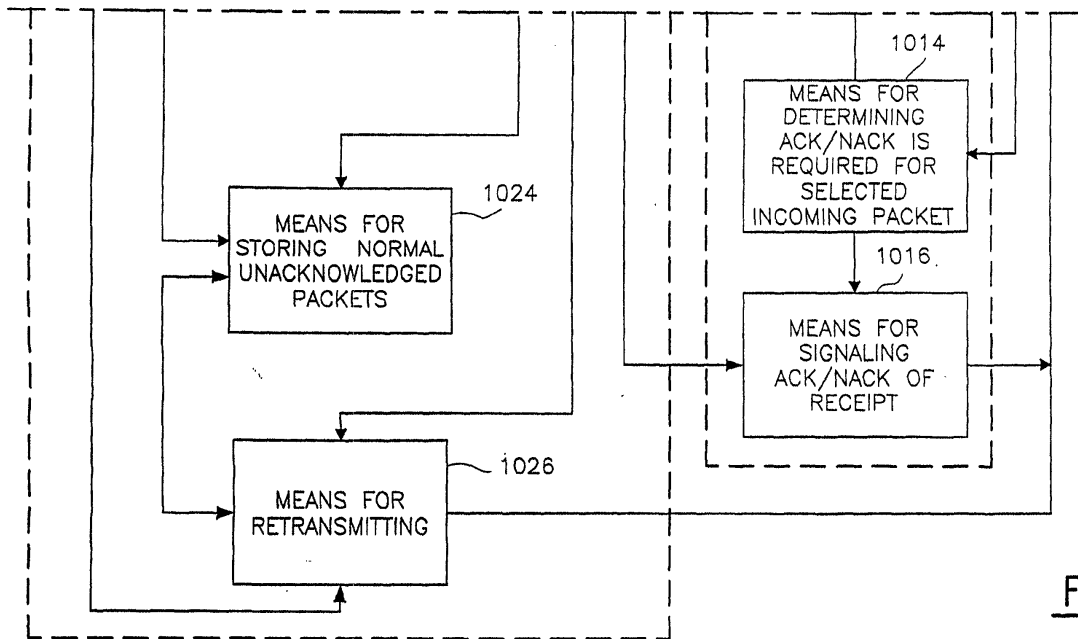 1014
MEANS FOR
DETERMINING
ACK/NACK IS
REQUIRED FOR
SELECTED
INCOMING PACKET
1024
MEANS FOR
STORING NORMAL
UNACKNOWLEDGED
PACKETS
1016
MEANS FOR
SIGNALING
ACK/NACK OF
RECEIPT
1026
MEANS FOR
RETRANSMITTING
F